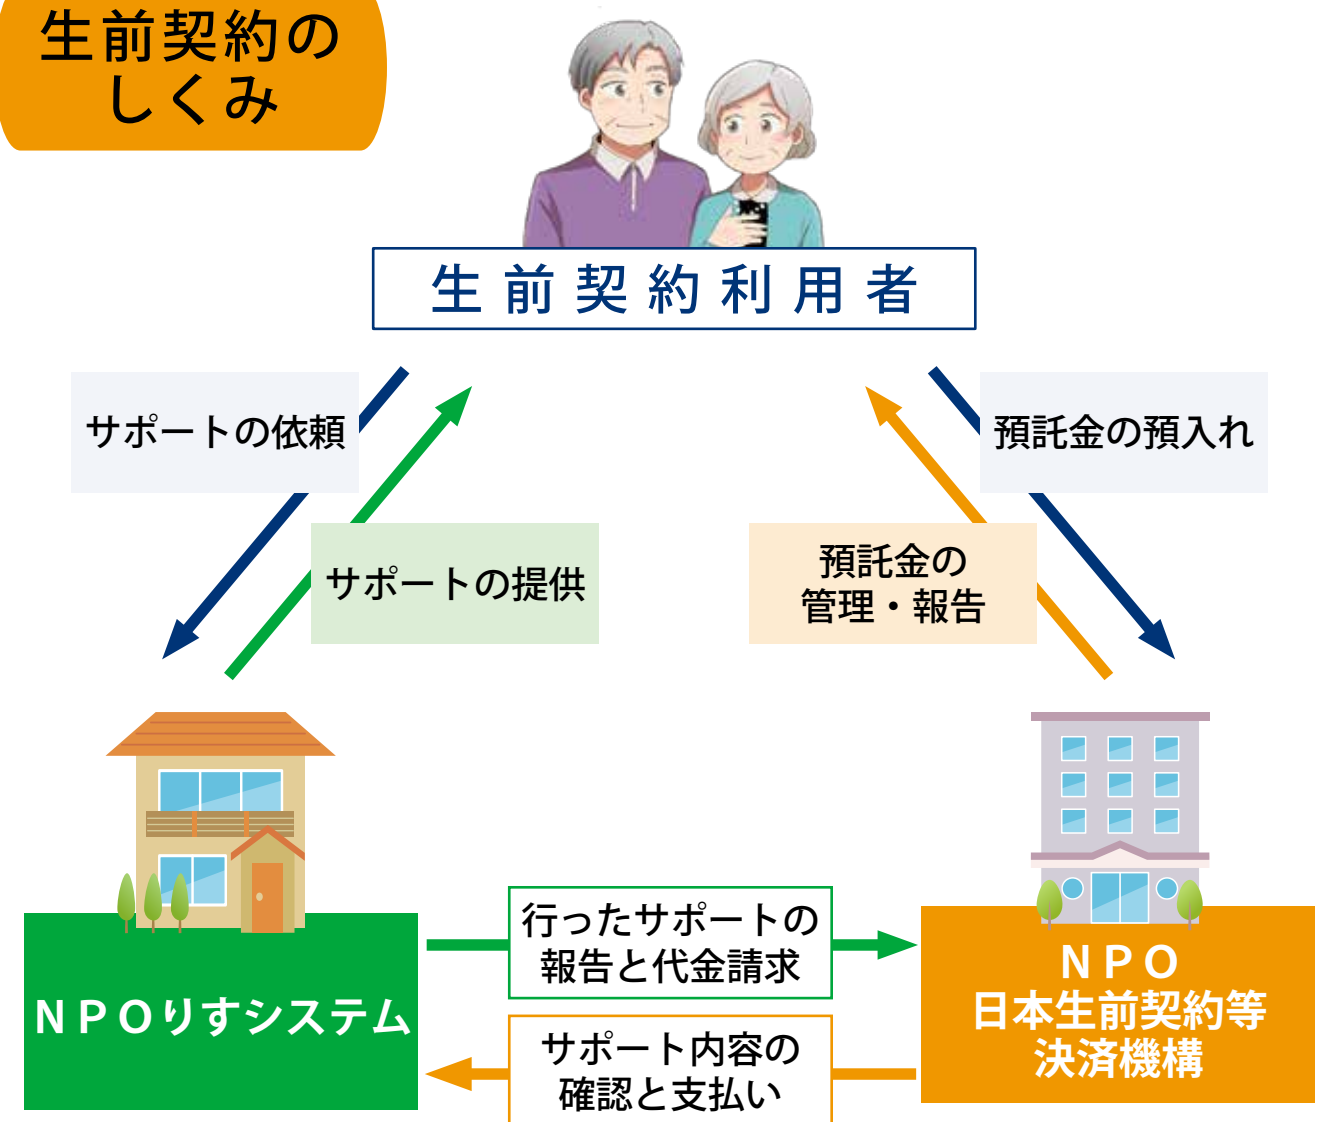 生前契約の
しくみ
生前契約利用者
サポートの依頼
預託金の預入れ
サポートの提供
預託金の
管理・報告
行ったサポートの
報告と代金請求
ＮＰＯりすシステム
ＮＰＯ
日本生前契約等
決済機構
サポート内容の
確認と支払い